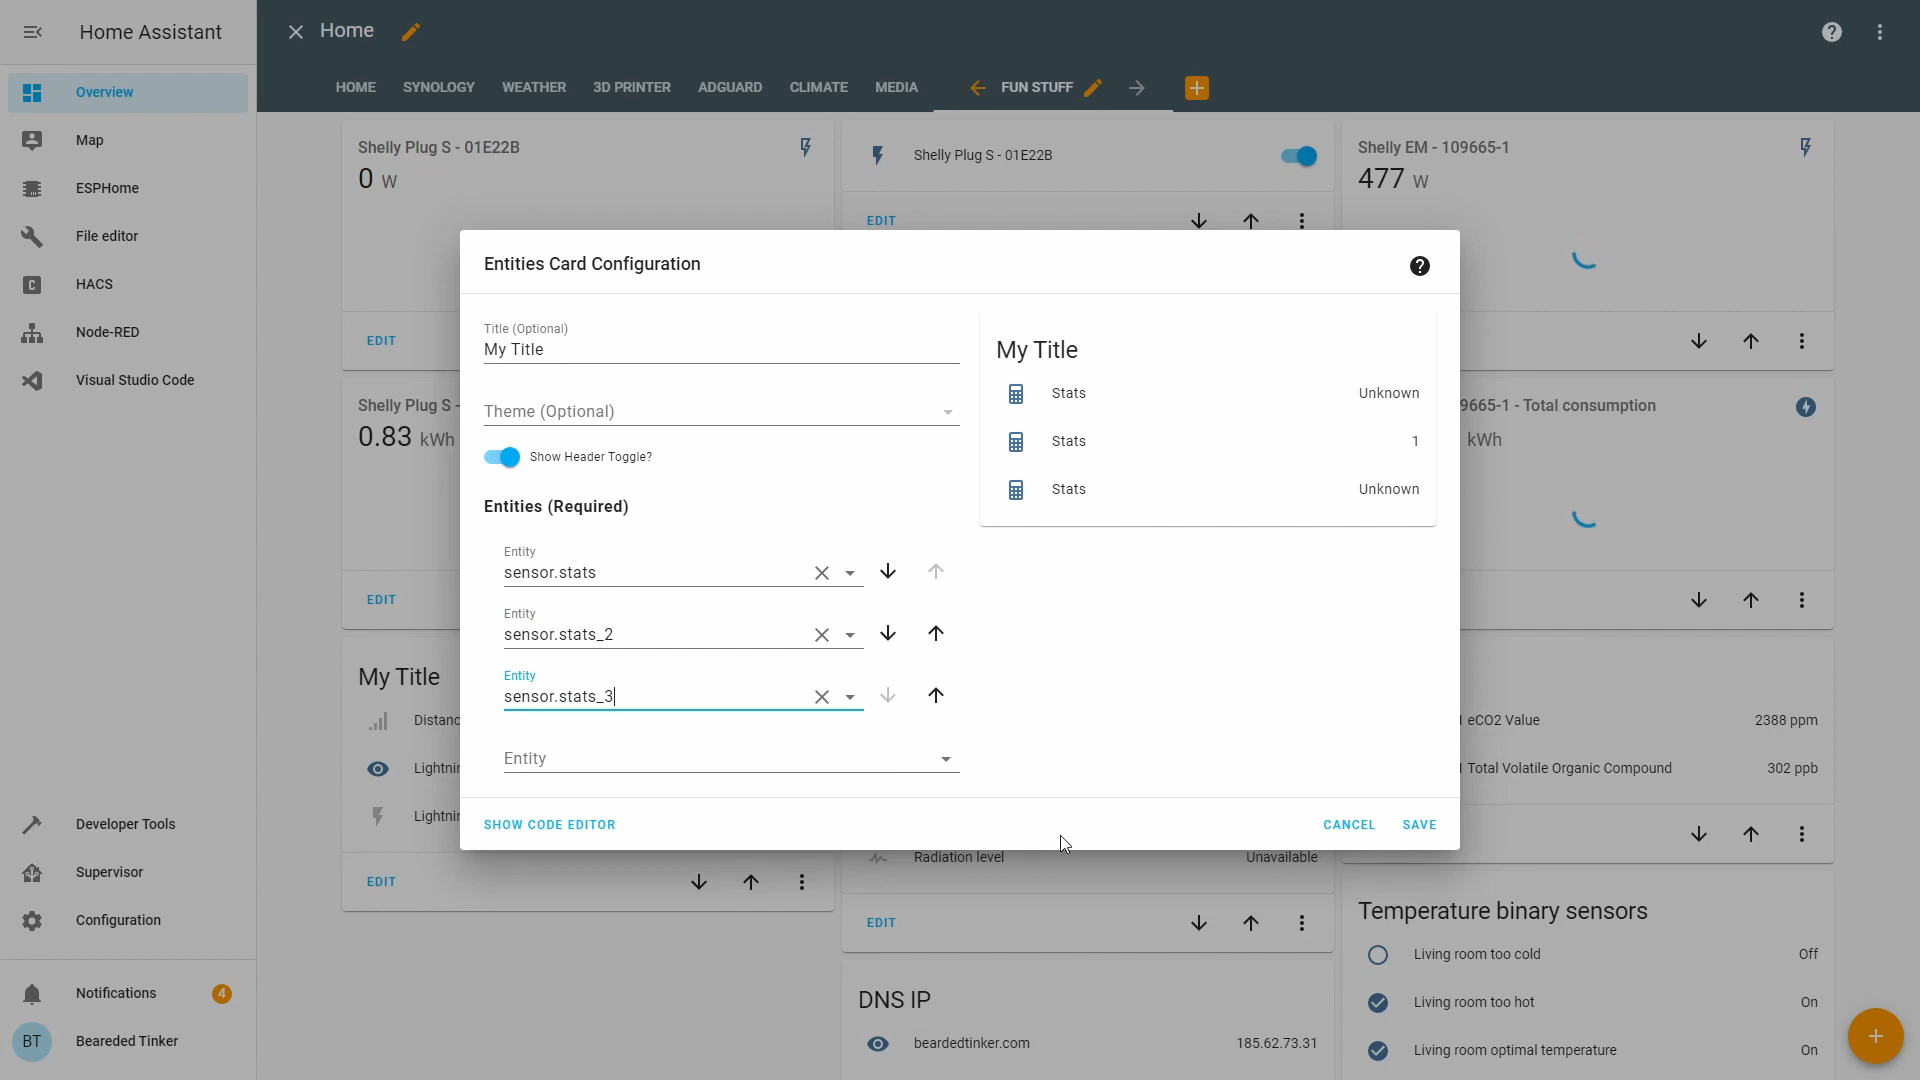 Home Assistant
Home
HOME SYNOLOGY WEATHER 3D PRINTER ADGUARD CLIMATE MEDIA FUN STUFF
Overview
Map
ESPHome
File editor
HACS
Node-RED
Visual Studio Code
Developer Tools
Supervisor
Configuration
Notifications 4
BT Beareded Tinker
Shelly Plug S - 01E22B
0 W
EDIT
Shelly Plug S -
0.83 kWh
EDIT
My Title
Distanc
Lightnin
Lightnin
EDIT
Shelly Plug S - 01E22B
EDIT
Entities Card Configuration
Title (Optional)
My Title
Theme (Optional)
Show Header Toggle?
Entities (Required)
Entity
sensor.stats
Entity
sensor.stats_2
Entity
sensor.stats_3
Entity
My Title
Stats Unknown
Stats 1
Stats Unknown
SHOW CODE EDITOR CANCEL SAVE
Radiation level Unavailable
EDIT
DNS IP
beardedtinker.com 185.62.73.31
Shelly EM - 109665-1
477 W
9665-1 - Total consumption
kWh
eCO2 Value 2388 ppm
Total Volatile Organic Compound 302 ppb
Temperature binary sensors
Living room too cold Off
Living room too hot On
Living room optimal temperature On